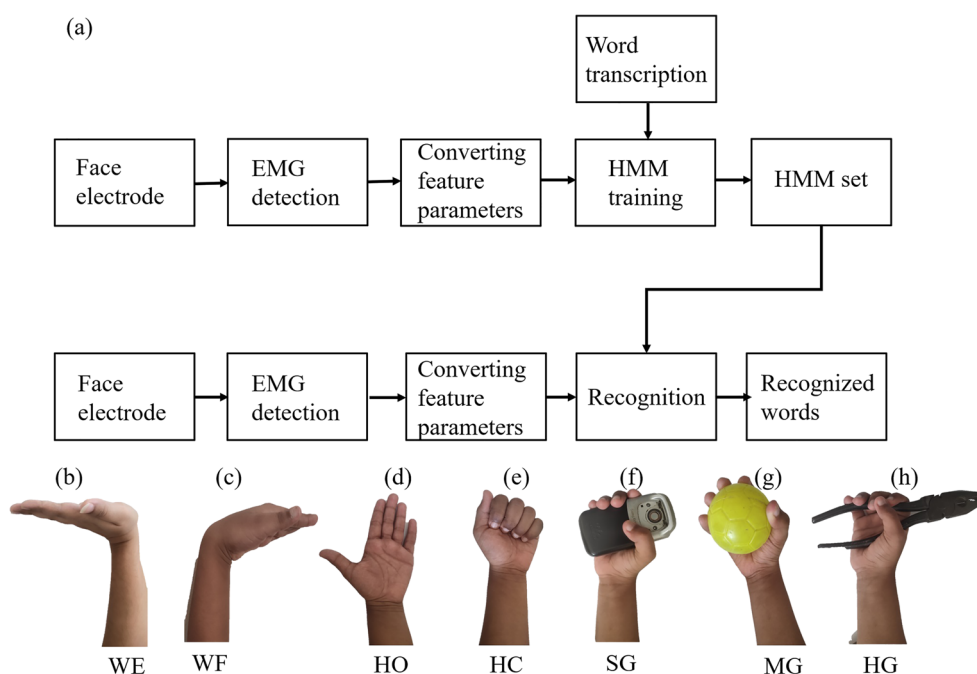 (a)
Word
transcription
Face
electrode
EMG
detection
Converting
feature
parameters
HMM
training
HMM set
Face
electrode
EMG
detection
Converting
feature
parameters
Recognition
Recognized
words
(b)
(c)
(d)
(e)
(f)
(g)
(h)
WE
WF
HO
HC
SG
MG
HG